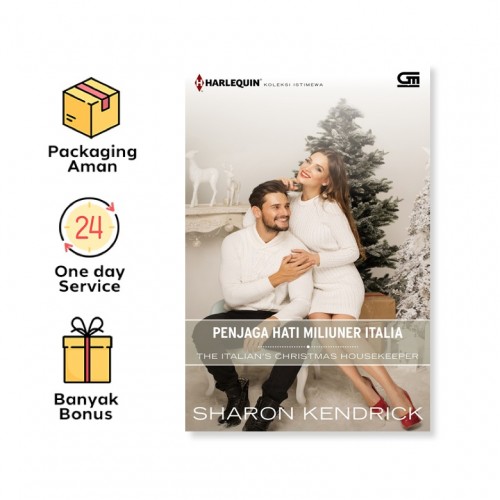 Packaging
Aman
24
One day
Service
Banyak
Bonus
HARLEQUIN™ KOLEKSI ISTIMEWA
GM
PENJAGA HATI MILIUNER ITALIA
THE ITALIAN'S CHRISTMAS HOUSEKEEPER
SHARON KENDRICK